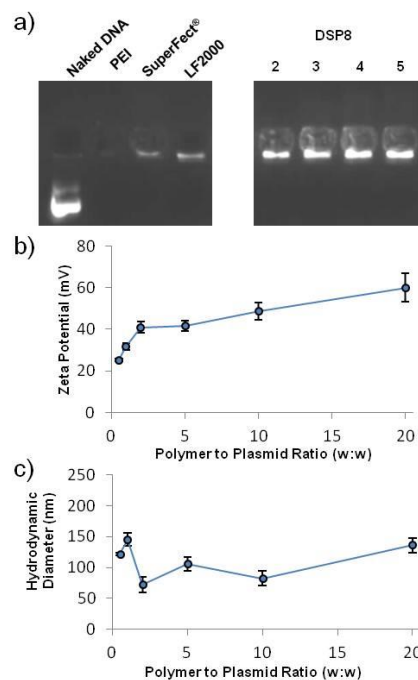 a)
Naked DNA
PEI
SuperFect®
LF2000
DSP8
2 3 4 5
b)
Zeta Potential (mV)
80
60
40
20
0
0 5 10 15 20
Polymer to Plasmid Ratio (w:w)
c)
Hydrodynamic
Diameter (nm)
250
200
150
100
50
0
0 5 10 15 20
Polymer to Plasmid Ratio (w:w)